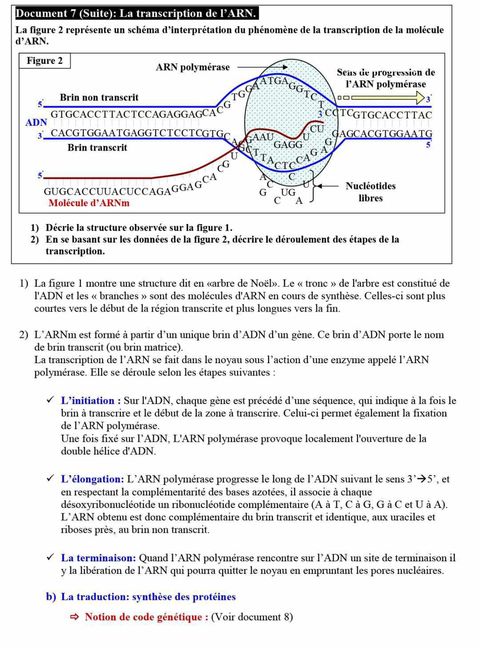 Document 7 (Suite): La transcription de l'ARN.
La figure 2 représente un schéma d'interprétation du phénomène de la transcription de la molécule
d'ARN.
Figure 2
ARN polymérase
Sens de progression de
l'ARN polymérase
5'
Brin non transcrit
3'
GTGCACCTTACTCCAGAGGAGCACGTGGAATGAGGTCTCCTCGTGCACCTTAC
ADN
3' CACGTGGAATGAGGTCTCCTCGTGC
GAGCACGTGGAATG
Brin transcrit
5'
GAAU
GAGG
U
CU
3'
TTACTCCAGA
5'
GUGCACCUUACUCCAGAGGAGCACGU
Molécule d'ARNm
A
C
G
C
U
C
U
A
Nucléotides
libres
1) Décrie la structure observée sur la figure 1.
2) En se basant sur les données de la figure 2, décrire le déroulement des étapes de la
transcription.
1) La figure 1 montre une structure dit en «arbre de Noël». Le « tronc » de l'arbre est constitué de
l'ADN et les « branches » sont des molécules d'ARN en cours de synthèse. Celles-ci sont plus
courtes vers le début de la région transcrite et plus longues vers la fin.
2) L'ARNm est formé à partir d'un unique brin d'ADN d'un gène. Ce brin d'ADN porte le nom
de brin transcrit (ou brin matrice).
La transcription de l'ARN se fait dans le noyau sous l'action d'une enzyme appelé l'ARN
polymérase. Elle se déroule selon les étapes suivantes :
✓ L'initiation : Sur l'ADN, chaque gène est précédé d'une séquence, qui indique à la fois le
brin à transcrire et le début de la zone à transcrire. Celui-ci permet également la fixation
de l'ARN polymérase.
Une fois fixé sur l'ADN, L'ARN polymérase provoque localement l'ouverture de la
double hélice d'ADN.
✓ L'élongation: L'ARN polymérase progresse le long de l'ADN suivant le sens 3'→5', et
en respectant la complémentarité des bases azotées, il associe à chaque
désoxyribonucléotide un ribonucléotide complémentaire (A à T, C à G, G à C et U à A).
L'ARN obtenu est donc complémentaire du brin transcrit et identique, aux uraciles et
riboses près, au brin non transcrit.
✓ La terminaison: Quand l'ARN polymérase rencontre sur l'ADN un site de terminaison il
y la libération de l'ARN qui pourra quitter le noyau en empruntant les pores nucléaires.
b) La traduction: synthèse des protéines
⇨ Notion de code génétique : (Voir document 8)